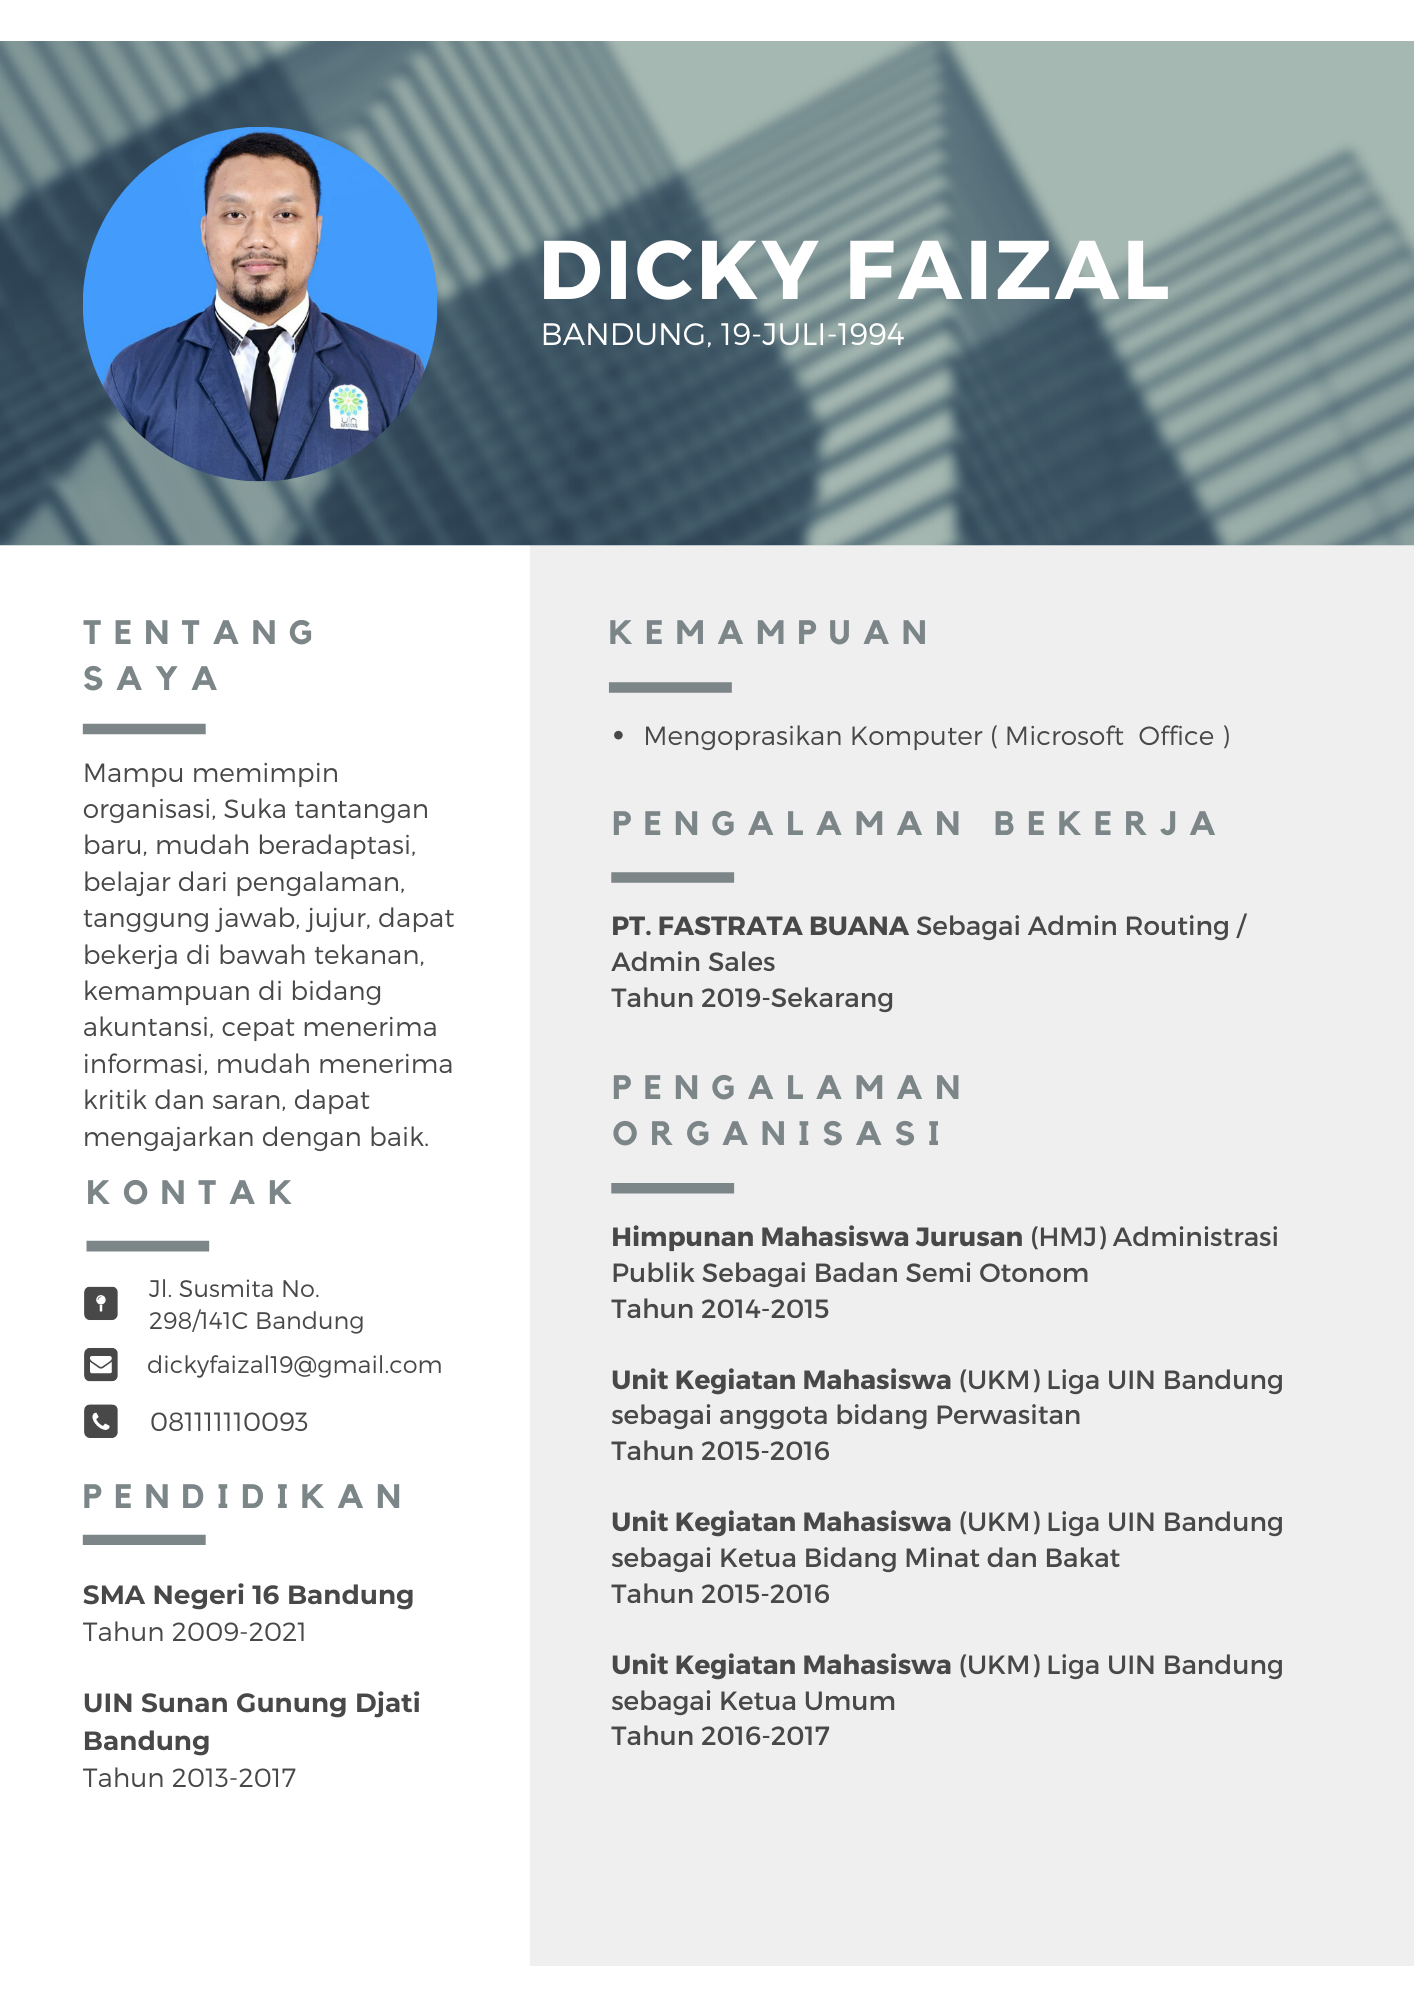 DICKY FAIZAL
BANDUNG, 19-JULI-1994
TENTANG
SAYA
Mampu memimpin
organisasi, Suka tantangan
baru, mudah beradaptasi,
belajar dari pengalaman,
tanggung jawab, jujur, dapat
bekerja di bawah tekanan,
kemampuan di bidang
akuntansi, cepat menerima
informasi, mudah menerima
kritik dan saran, dapat
mengajarkan dengan baik.
KONTAK
Jl. Susmita No.
298/141C Bandung
dickyfaizal19@gmail.com
081111110093
PENDIDIKAN
SMA Negeri 16 Bandung
Tahun 2009-2021
UIN Sunan Gunung Djati
Bandung
Tahun 2013-2017
KEMAMPUAN
• Mengoprasikan Komputer ( Microsoft Office )
PENGALAMAN BEKERJA
PT. FASTRATA BUANA Sebagai Admin Routing /
Admin Sales
Tahun 2019-Sekarang
PENGALAMAN
ORGANISASI
Himpunan Mahasiswa Jurusan (HMJ) Administrasi
Publik Sebagai Badan Semi Otonom
Tahun 2014-2015
Unit Kegiatan Mahasiswa (UKM) Liga UIN Bandung
sebagai anggota bidang Perwasitan
Tahun 2015-2016
Unit Kegiatan Mahasiswa (UKM) Liga UIN Bandung
sebagai Ketua Bidang Minat dan Bakat
Tahun 2015-2016
Unit Kegiatan Mahasiswa (UKM) Liga UIN Bandung
sebagai Ketua Umum
Tahun 2016-2017